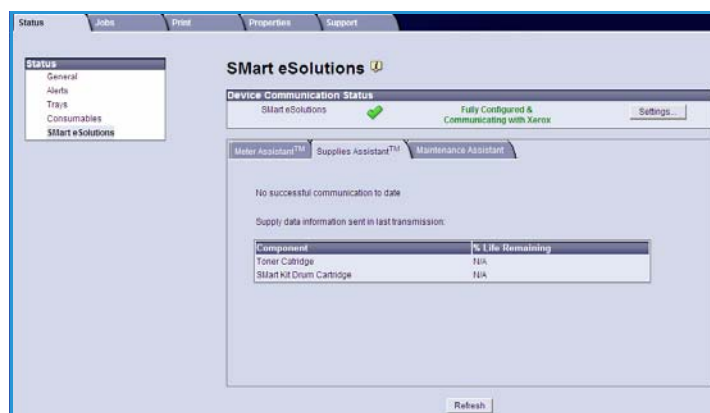 Status Jobs Print Properties Support
Status
General
Alerts
Trays
Consumables
SMart eSolutions
SMart eSolutions
Device Communication Status
SMart eSolutions Fully Configured & Settings...
Communicating with Xerox
Meter Assistant™ Supplies Assistant™ Maintenance Assistant
No successful communication to date
Supply data information sent in last transmission:
Component % Life Remaining
Toner Catridge N/A
SMart Kit Drum Cartridge N/A
Refresh